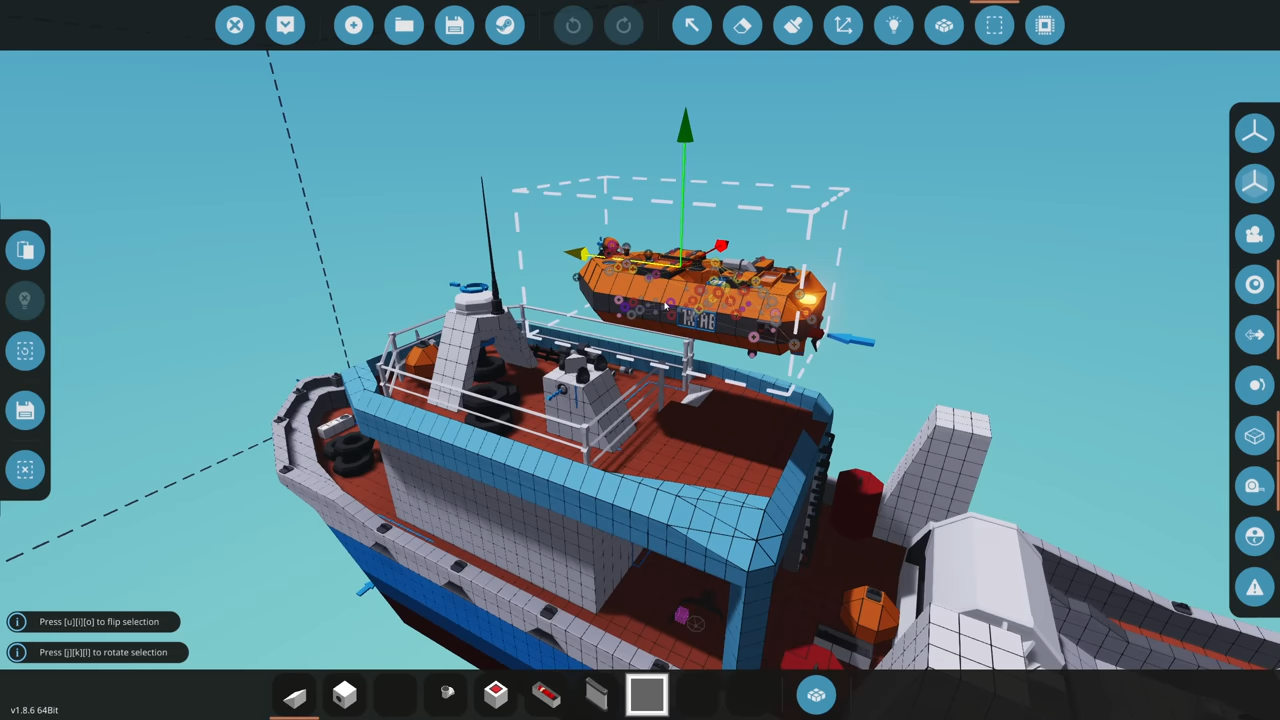 Press [u][i][o] to flip selection
Press [j][k][l] to rotate selection
v1.8.6 64Bit